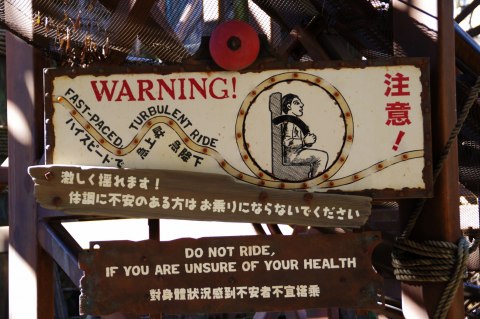 WARNING!
注意！
FAST-PACED,
TURBULENT RIDE
ハイスピードで
急上昇
急降下
激しく揺れます！
体調に不安のある方はお乗りにならないでください
DO NOT RIDE,
IF YOU ARE UNSURE OF YOUR HEALTH
對身體狀況感到不安者不宜搭乘